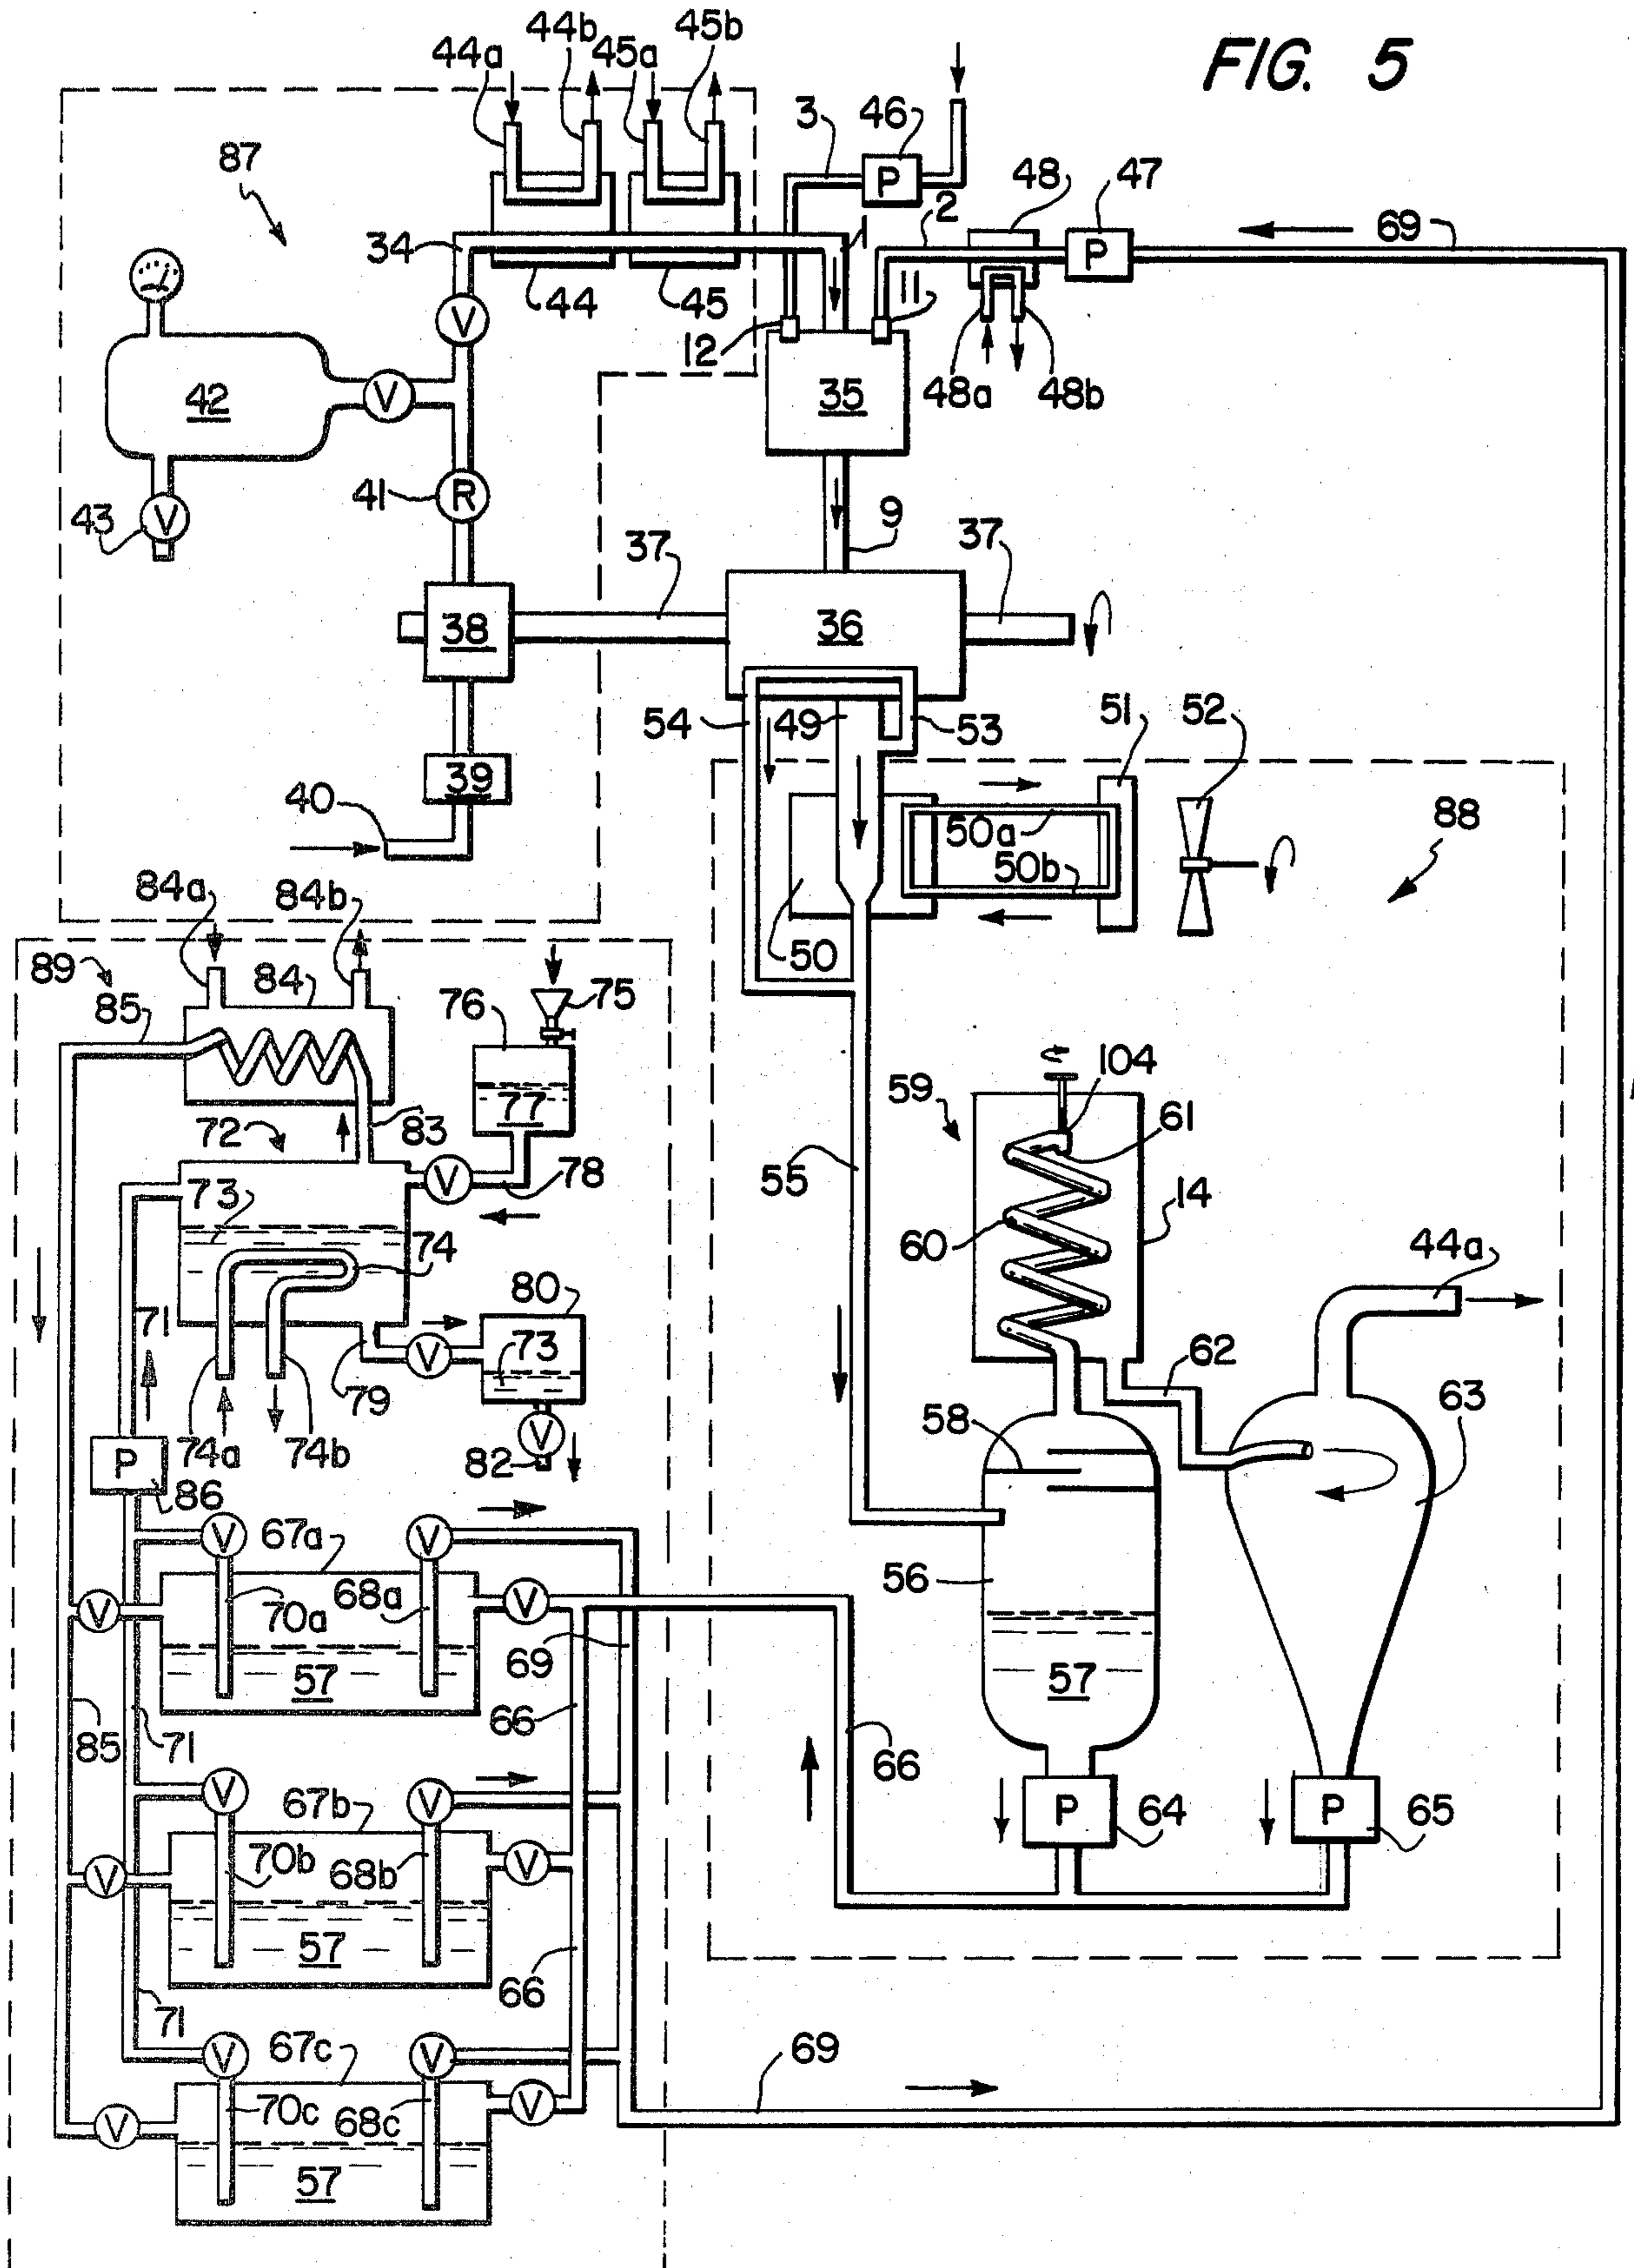 FIG. 5
44a 44b 45a 45b
3 46 P 2 48 47 P 69
87 34 1
44 45 12 11 48a 48b
V V 42 35
41 R 43 V
9 37 37
38 36
54 49 53 51 52
39 40
50a 50b 88
50
84a 84b
89 84 85 76 75
77 83 72
V 78
59 104 61
55 14
73 74 60 44a
80 71 73
V 79 62
74a 74b 82 V 58 63
P 86
V 67a V
56
V 70a 68a V
57 69 57
85 71 66 66
V 67b V
P 64 P 65
V 70b 68b V
57
71 66
V 67c V 69
V 70c 68c V
57